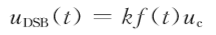 u_DSB(t) = kf(t)u_c